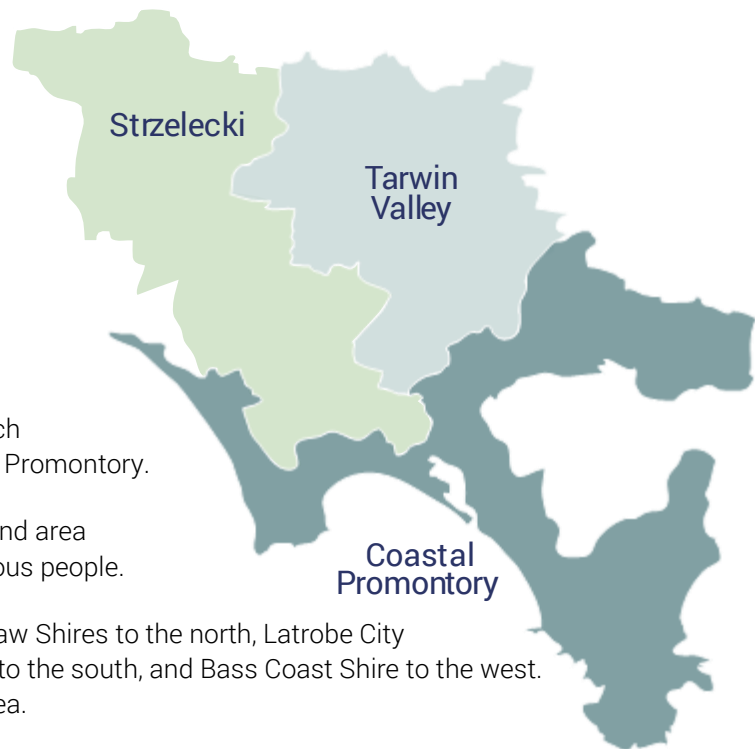 Strzelecki
Tarwin
Valley
Promontory.
nd area
ous people.
Coastal
Promontory
aw Shires to the north, Latrobe City
to the south, and Bass Coast Shire to the west.
ea.